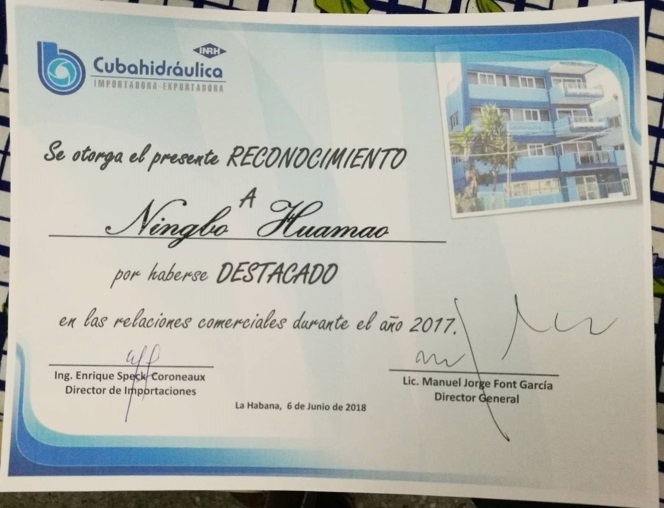 INRH
Cubahidráulica
IMPORTADORA - EXPORTADORA
Se otorga el presente RECONOCIMIENTO
A
Ningbo Huamao
por haberse DESTACADO
en las relaciones comerciales durante el año 2017.
Ing. Enrique Speck Coroneaux
Director de Importaciones
Lic. Manuel Jorge Font García
Director General
La Habana, 6 de Junio de 2018